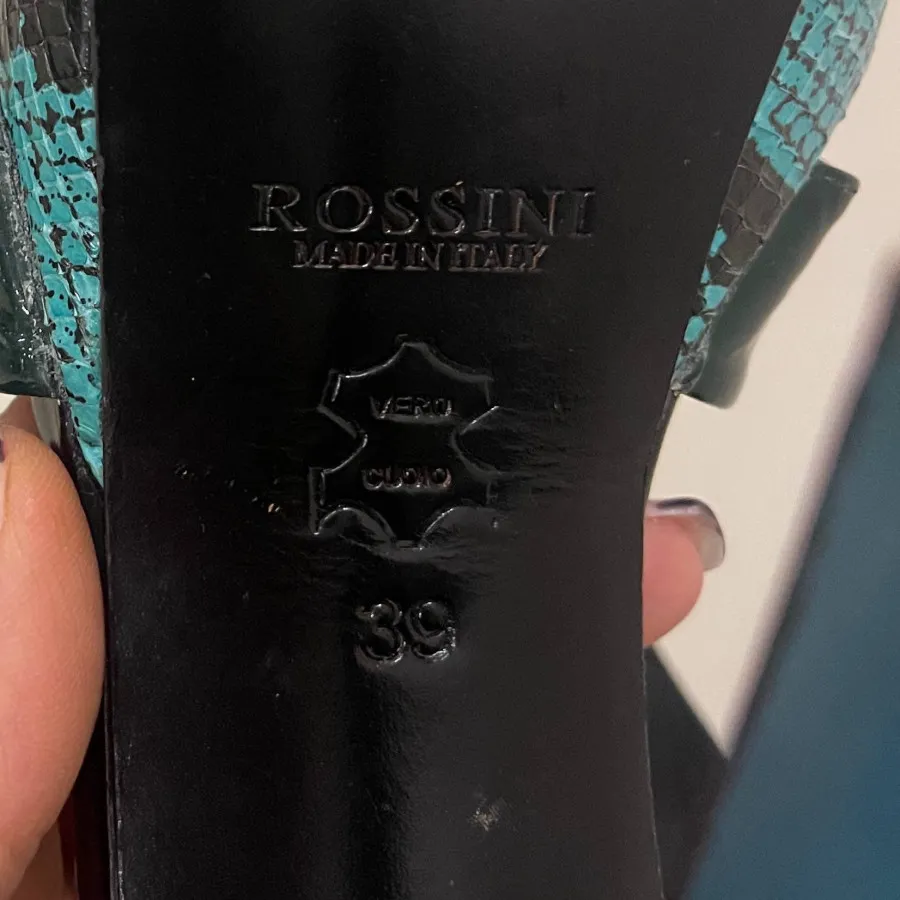 ROSSINI
MADE IN ITALY
VERO
CUOIO
39